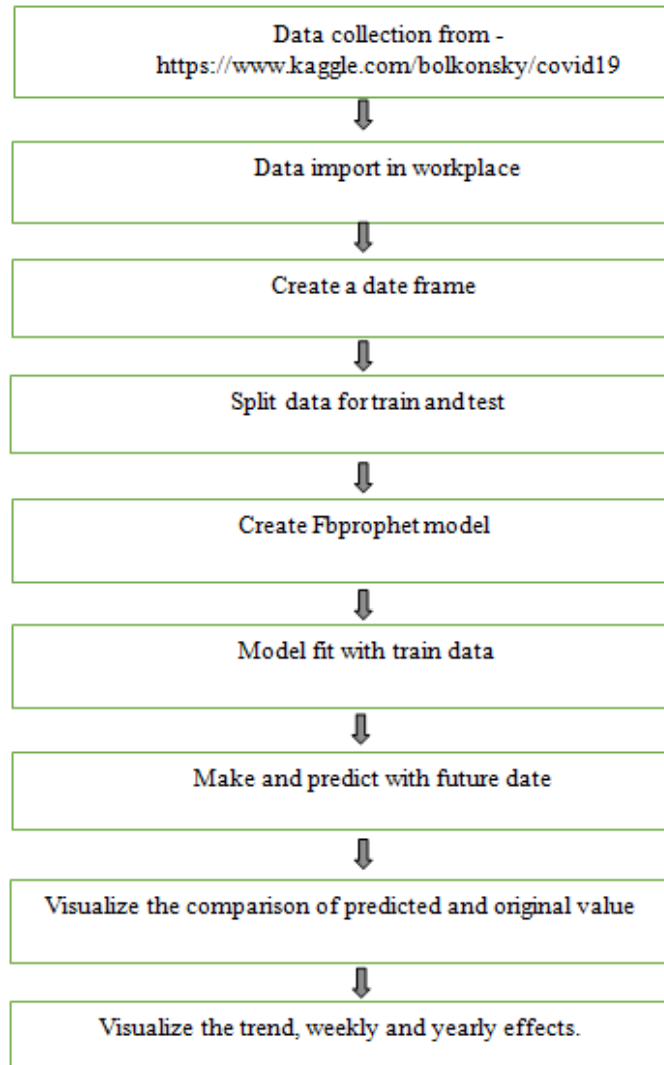 Data collection from -
https://www.kaggle.com/bolkonsky/covid19
Data import in workplace
Create a date frame
Split data for train and test
Create Fbprophet model
Model fit with train data
Make and predict with future date
Visualize the comparison of predicted and original value
Visualize the trend, weekly and yearly effects.